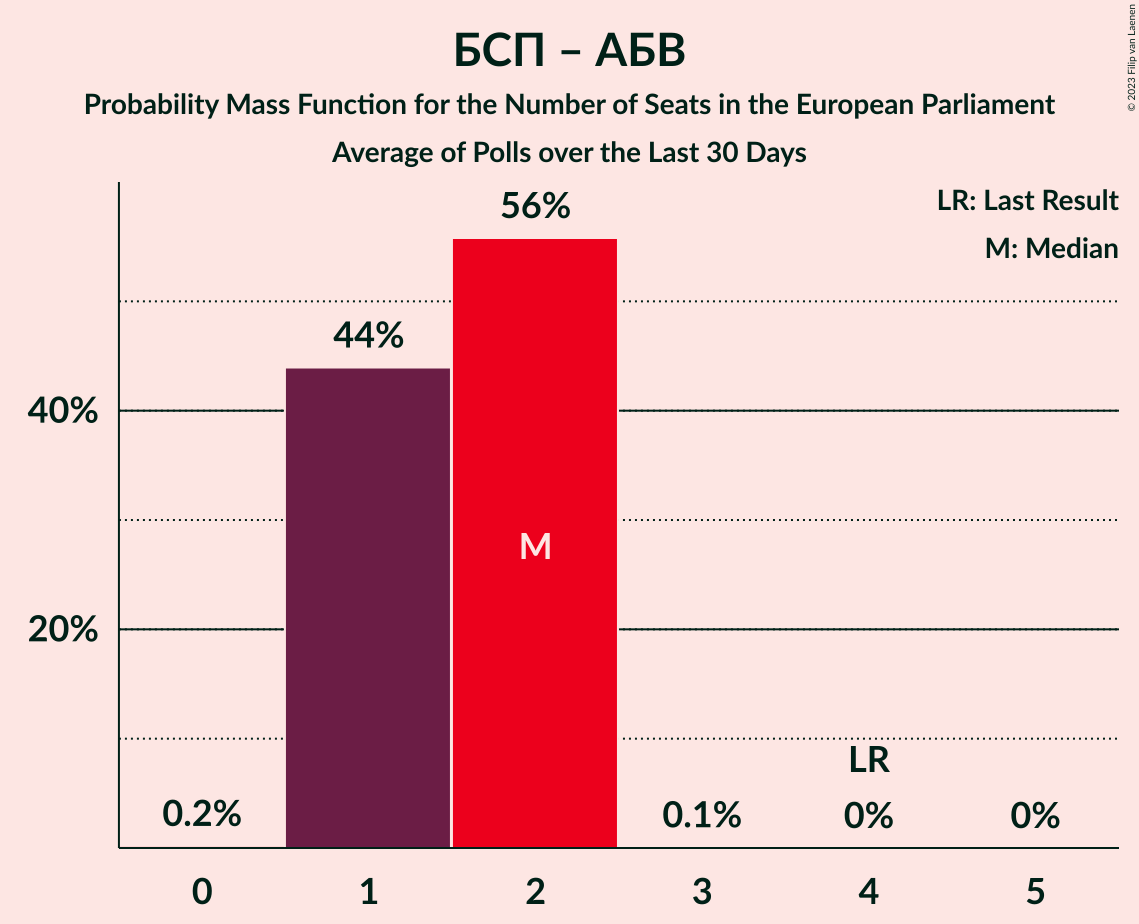 БСП – АБВ
Probability Mass Function for the Number of Seats in the European Parliament
Average of Polls over the Last 30 Days
© 2023 Filip van Laenen
LR: Last Result
M: Median
56%
44%
40%
M
20%
LR
0.2%
0.1%
0%
0%
0 1 2 3 4 5